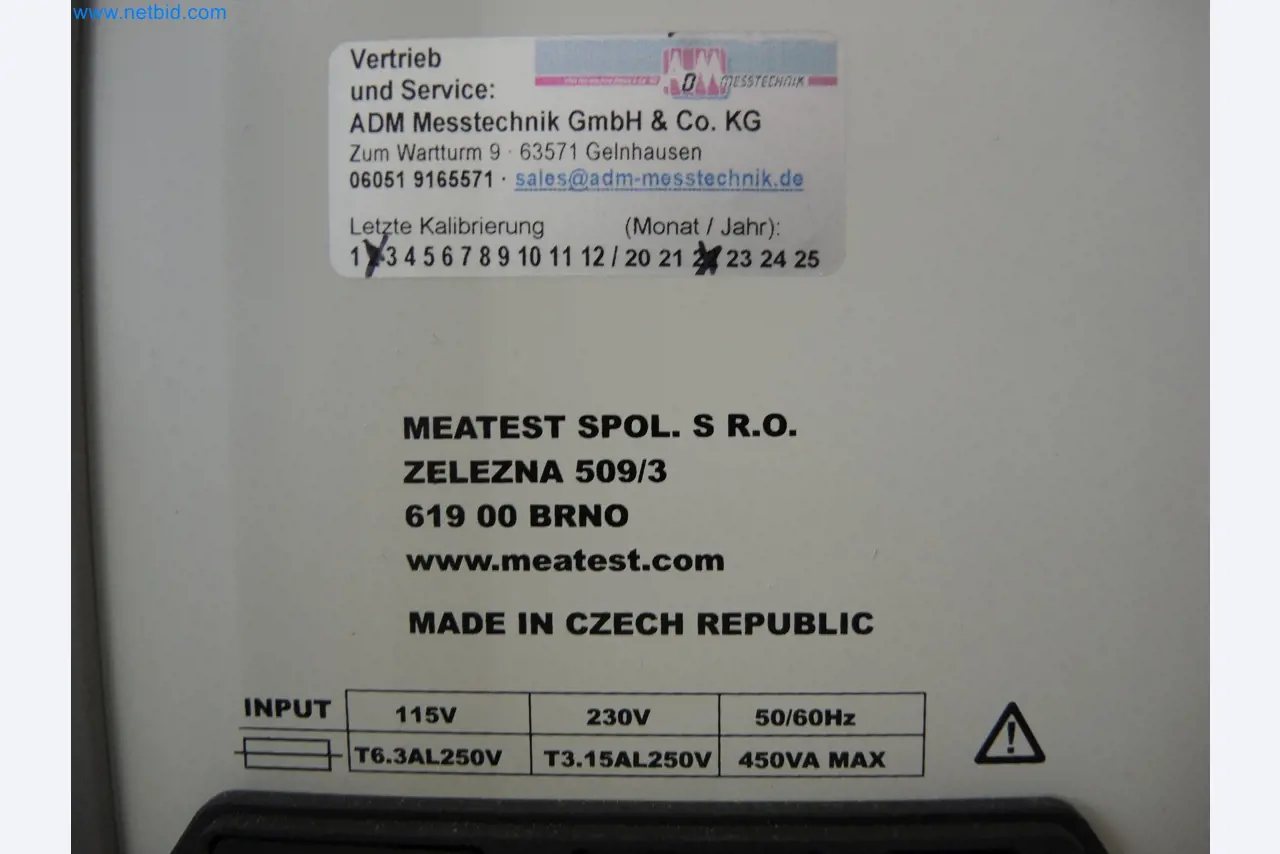 www.netbid.com
Vertrieb
und Service:
ADM MESSTECHNIK
ADM Messtechnik GmbH & Co. KG
Zum Wartturm 9 · 63571 Gelnhausen
06051 9165571 · sales@adm-messtechnik.de
Letzte Kalibrierung (Monat / Jahr):
1 3 4 5 6 7 8 9 10 11 12 / 20 21 23 24 25
MEATEST SPOL. S R.O.
ZELEZNA 509/3
619 00 BRNO
www.meatest.com
MADE IN CZECH REPUBLIC
INPUT 115V 230V 50/60Hz
T6.3AL250V T3.15AL250V 450VA MAX